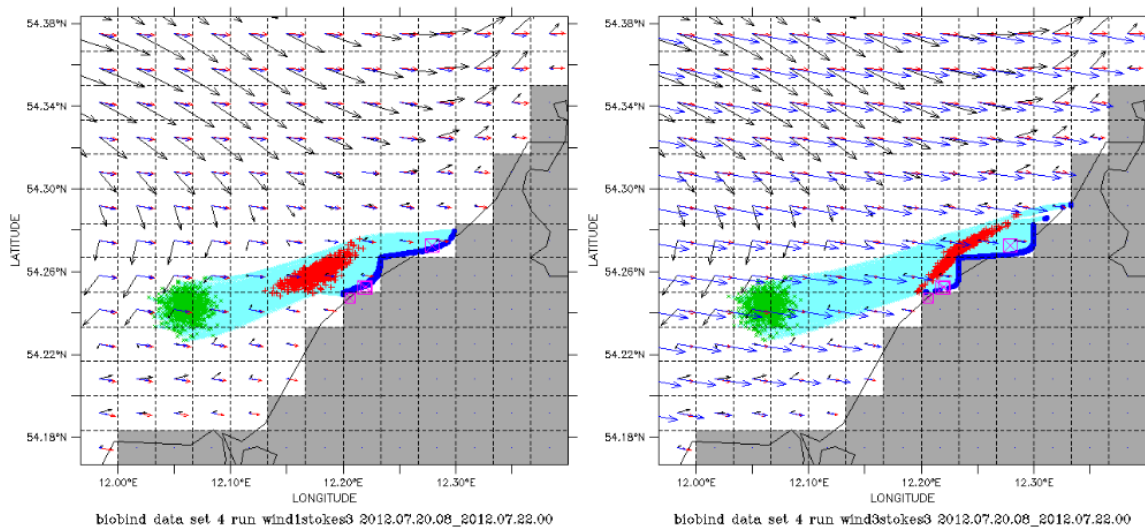 54.38°N
54.34°N
54.30°N
54.26°N
54.22°N
54.18°N
LATITUDE
12.00°E 12.10°E 12.20°E 12.30°E
LONGITUDE
biobind data set 4 run wind1stokes3 2012.07.20.08_2012.07.22.00
54.38°N
54.34°N
54.30°N
54.26°N
54.22°N
54.18°N
LATITUDE
12.00°E 12.10°E 12.20°E 12.30°E
LONGITUDE
biobind data set 4 run wind3stokes3 2012.07.20.08_2012.07.22.00